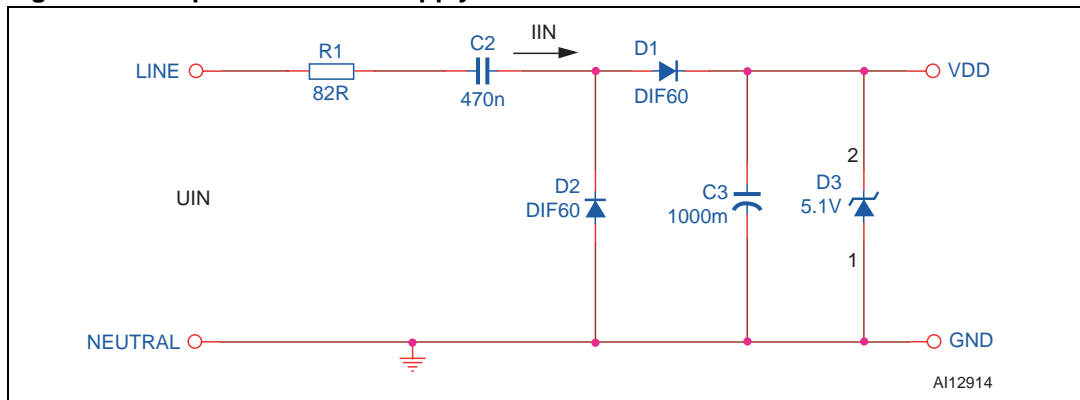 IIN
R1
C2
D1
LINE
VDD
82R
470n
DIF60
2
D2
C3
D3
UIN
DIF60
1000m
5.1V
1
NEUTRAL
GND
AI12914